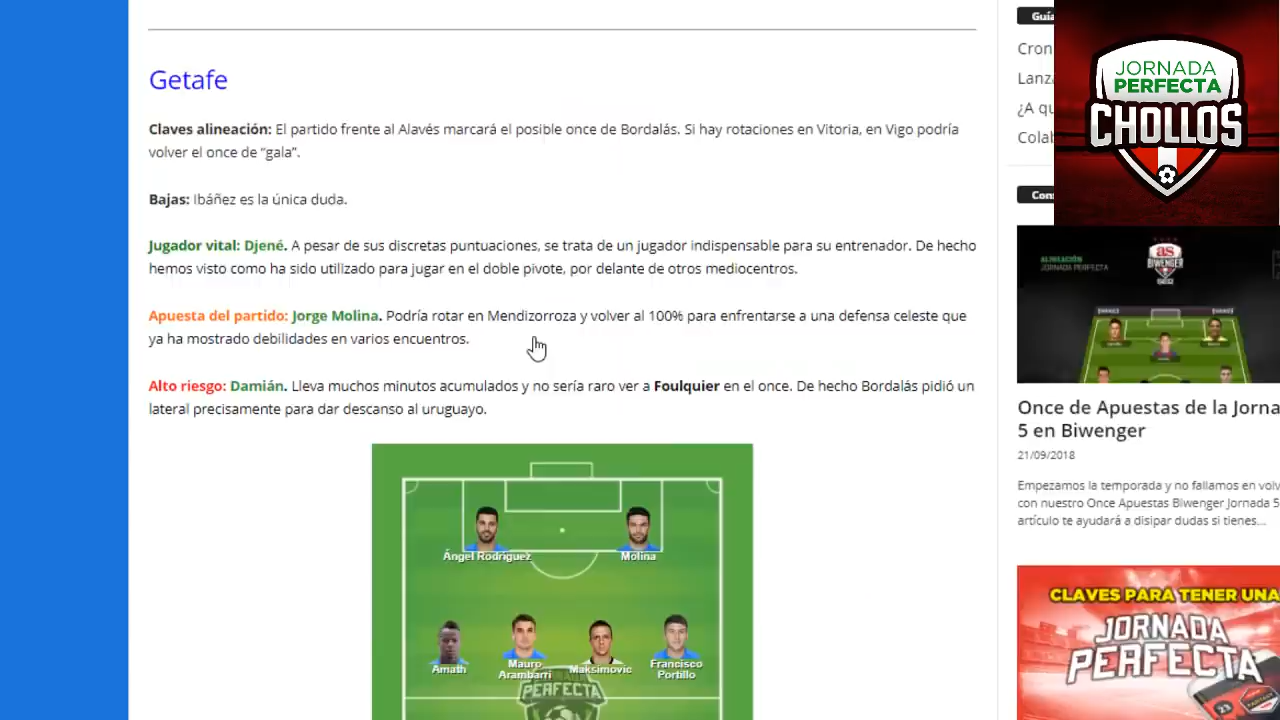 Getafe
Claves alineación: El partido frente al Alavés marcará el posible once de Bordalás. Si hay rotaciones en Vitoria, en Vigo podría
volver el once de “gala”.
Bajas: Ibáñez es la única duda.
Jugador vital: Djené. A pesar de sus discretas puntuaciones, se trata de un jugador indispensable para su entrenador. De hecho
hemos visto como ha sido utilizado para jugar en el doble pivote, por delante de otros mediocentros.
Apuesta del partido: Jorge Molina. Podría rotar en Mendizorroza y volver al 100% para enfrentarse a una defensa celeste que
ya ha mostrado debilidades en varios encuentros.
Alto riesgo: Damián. Lleva muchos minutos acumulados y no sería raro ver a Foulquier en el once. De hecho Bordalás pidió un
lateral precisamente para dar descanso al uruguayo.
Ángel Rodríguez
Molina
Amath
Mauro
Arambarri
Maksimovic
Francisco
Portillo
PERFECTA
Guía
Cron
Lanza
¿A qu
Colab
JORNADA
PERFECTA
CHOLLOS
Con
ALINEACIÓN
JORNADA PERFECTA
as
BIWENGER
Once de Apuestas de la Jorna
5 en Biwenger
21/09/2018
Empezamos la temporada y no fallamos en volv
con nuestro Once Apuestas Biwenger Jornada 5
artículo te ayudará a disipar dudas si tienes...
CLAVES PARA TENER UNA
JORNADA
PERFECTA
23